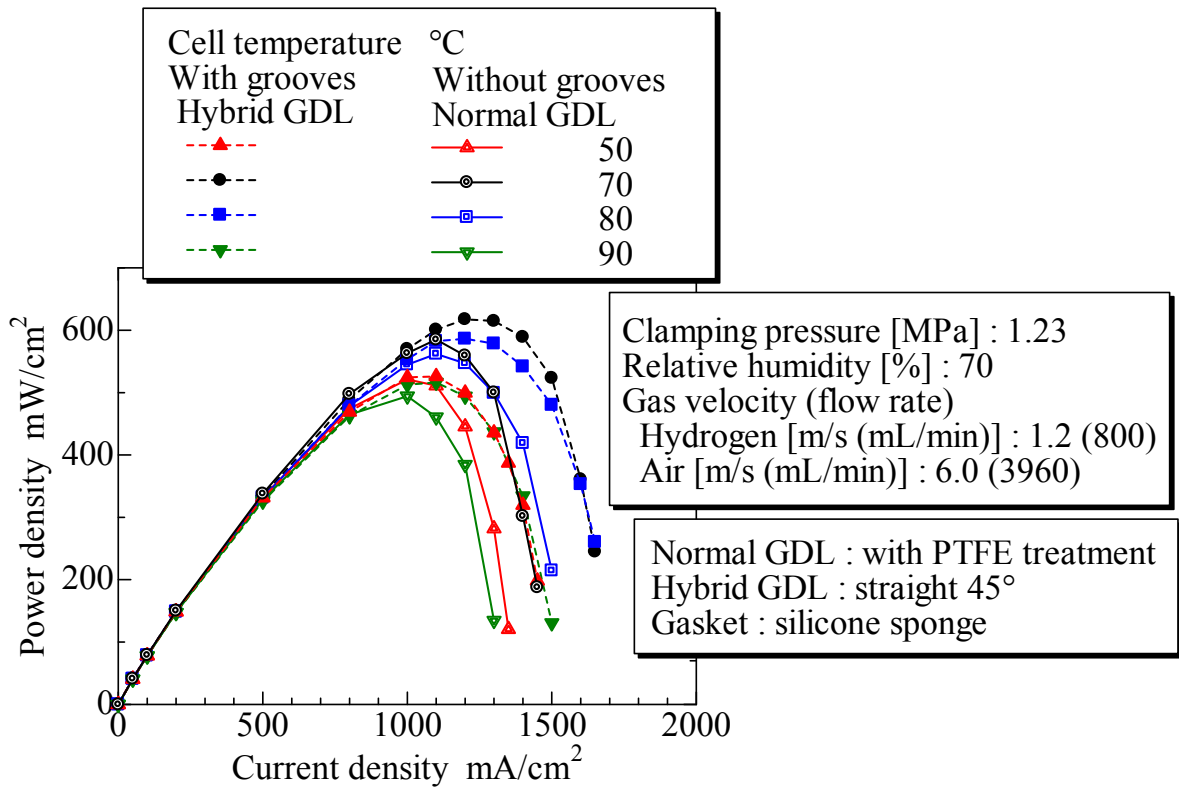 Cell temperature °C
With grooves Without grooves
Hybrid GDL Normal GDL
50
70
80
90
Power density mW/cm²
600
400
200
0
0 500 1000 1500 2000
Current density mA/cm²
Clamping pressure [MPa] : 1.23
Relative humidity [%] : 70
Gas velocity (flow rate)
Hydrogen [m/s (mL/min)] : 1.2 (800)
Air [m/s (mL/min)] : 6.0 (3960)
Normal GDL : with PTFE treatment
Hybrid GDL : straight 45°
Gasket : silicone sponge